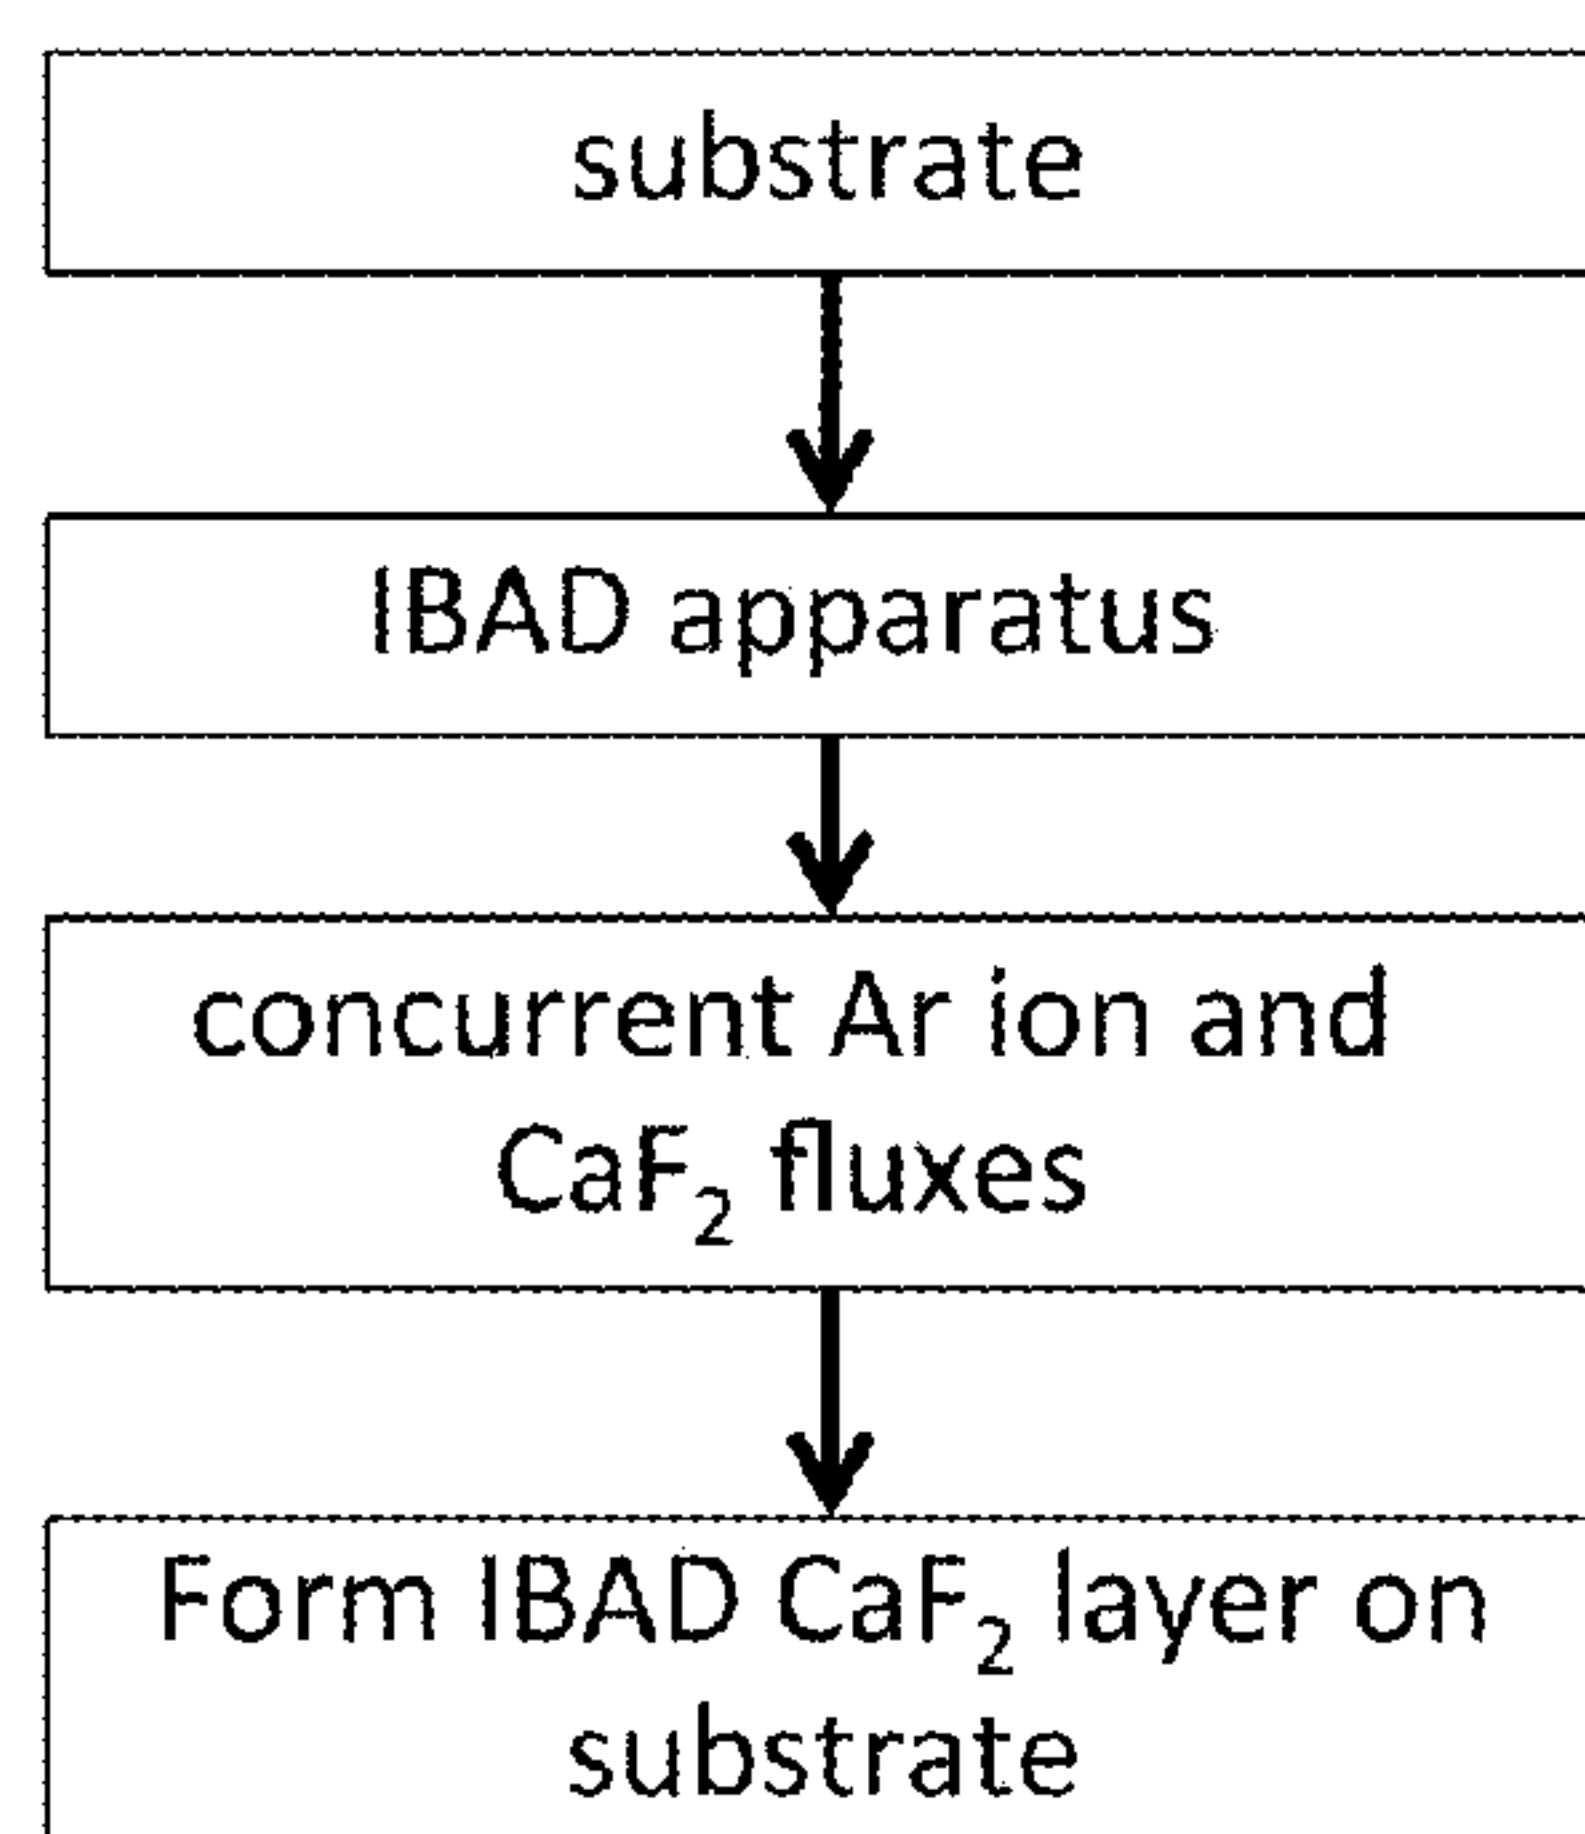 substrate
IBAD apparatus
concurrent Ar ion and
CaF₂ fluxes
Form IBAD CaF₂ layer on
substrate